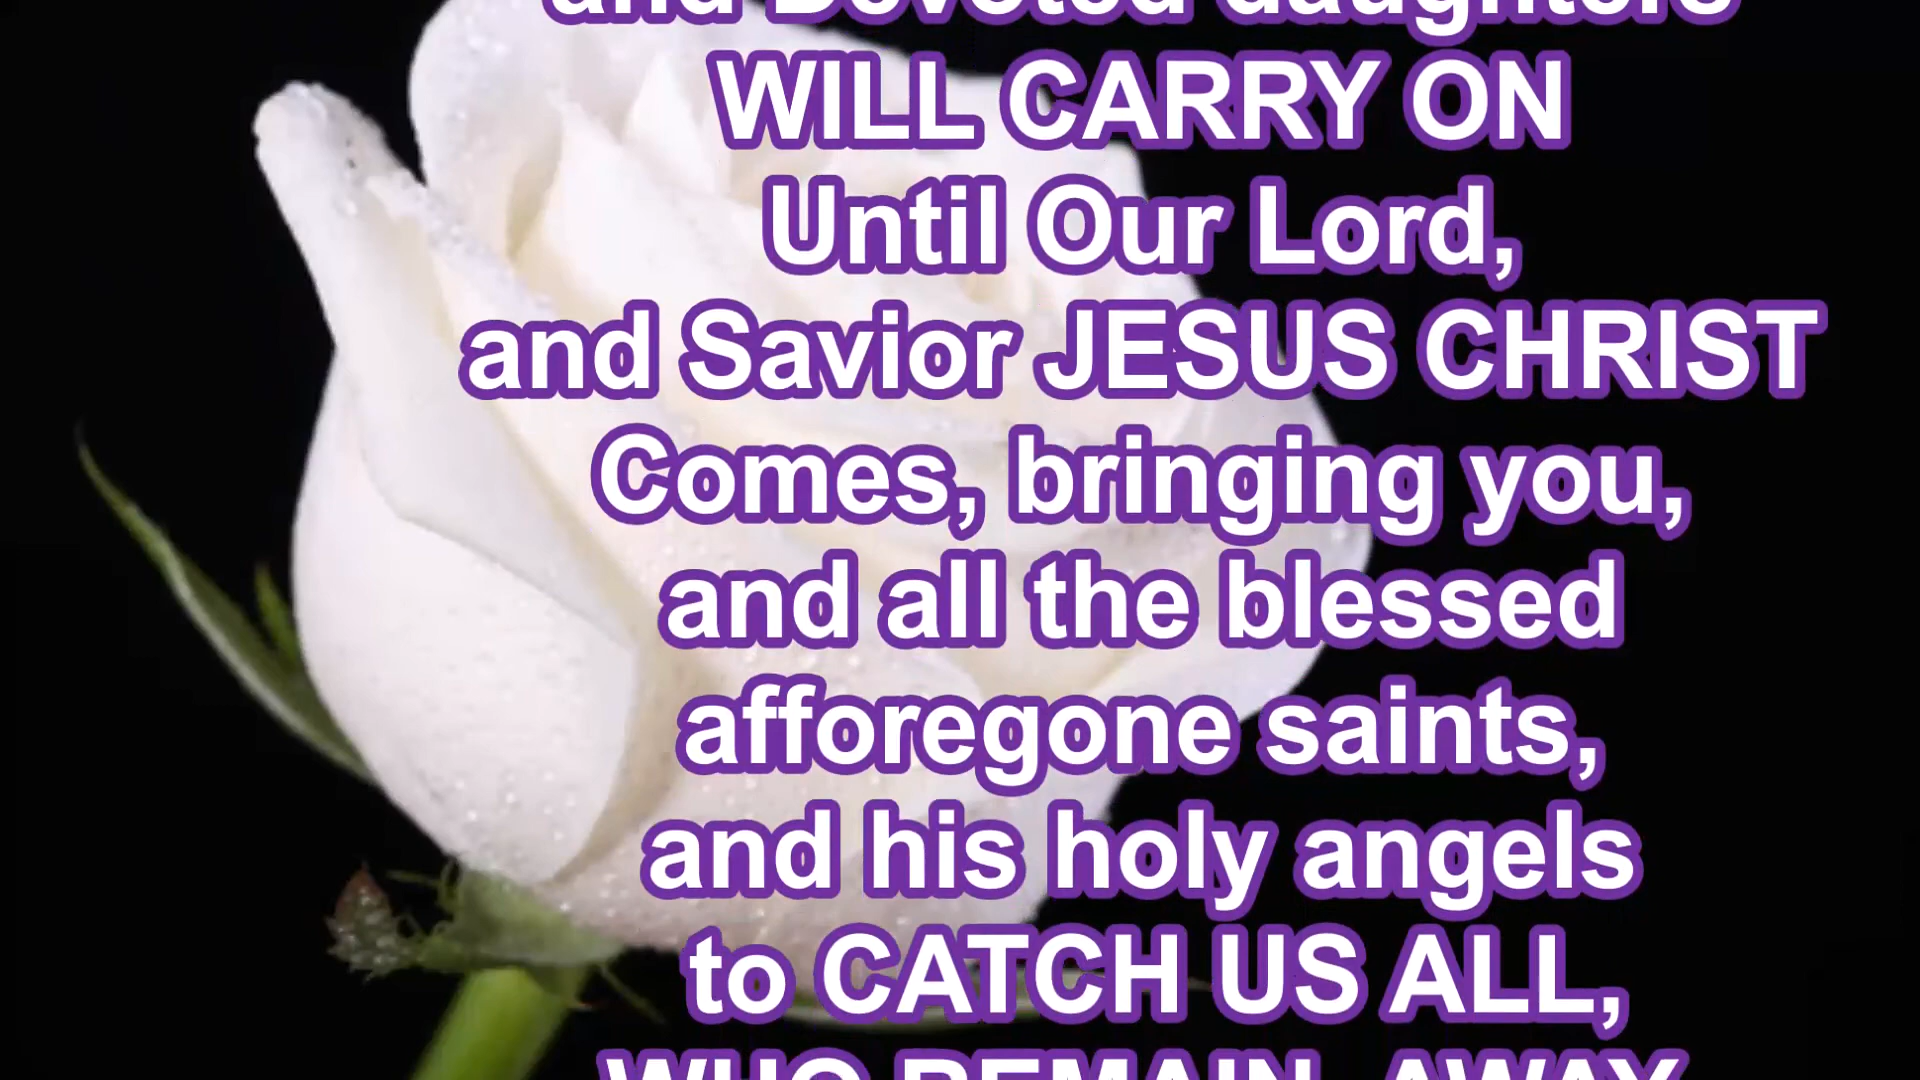 and Devoted daughters
WILL CARRY ON
Until Our Lord,
and Savior JESUS CHRIST
Comes, bringing you,
and all the blessed
afforegone saints,
and his holy angels
to CATCH US ALL,
WHO REMAIN, AWAY